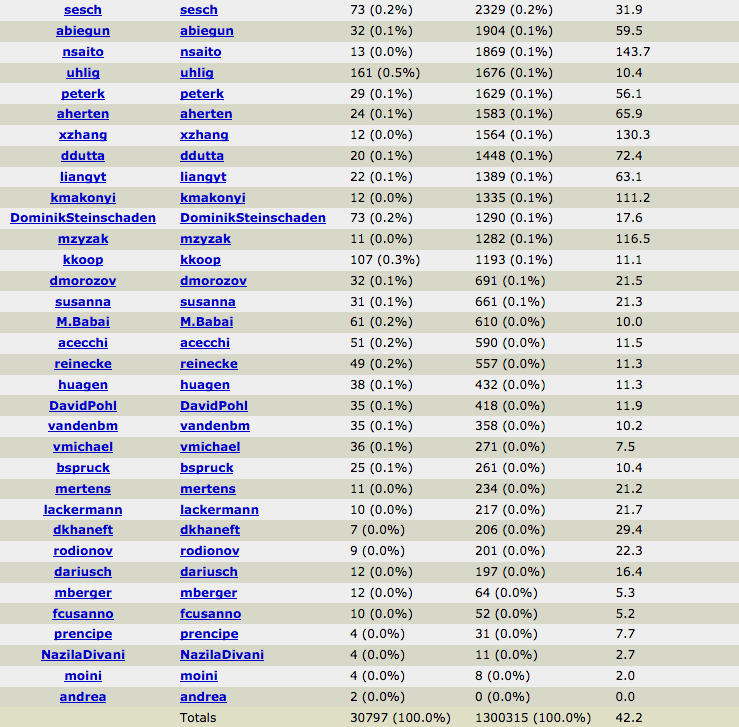 sesch sesch 73 (0.2%) 2329 (0.2%) 31.9
abiegun abiegun 32 (0.1%) 1904 (0.1%) 59.5
nsaito nsaito 13 (0.0%) 1869 (0.1%) 143.7
uhlig uhlig 161 (0.5%) 1676 (0.1%) 10.4
peterk peterk 29 (0.1%) 1629 (0.1%) 56.1
aherten aherten 24 (0.1%) 1583 (0.1%) 65.9
xzhang xzhang 12 (0.0%) 1564 (0.1%) 130.3
ddutta ddutta 20 (0.1%) 1448 (0.1%) 72.4
liangyt liangyt 22 (0.1%) 1389 (0.1%) 63.1
kmakonyi kmakonyi 12 (0.0%) 1335 (0.1%) 111.2
DominikSteinschaden DominikSteinschaden 73 (0.2%) 1290 (0.1%) 17.6
mzyzak mzyzak 11 (0.0%) 1282 (0.1%) 116.5
kkoop kkoop 107 (0.3%) 1193 (0.1%) 11.1
dmorozov dmorozov 32 (0.1%) 691 (0.1%) 21.5
susanna susanna 31 (0.1%) 661 (0.1%) 21.3
M.Babai M.Babai 61 (0.2%) 610 (0.0%) 10.0
acecchi acecchi 51 (0.2%) 590 (0.0%) 11.5
reinecke reinecke 49 (0.2%) 557 (0.0%) 11.3
huagen huagen 38 (0.1%) 432 (0.0%) 11.3
DavidPohl DavidPohl 35 (0.1%) 418 (0.0%) 11.9
vandenbm vandenbm 35 (0.1%) 358 (0.0%) 10.2
vmichael vmichael 36 (0.1%) 271 (0.0%) 7.5
bspruck bspruck 25 (0.1%) 261 (0.0%) 10.4
mertens mertens 11 (0.0%) 234 (0.0%) 21.2
lackermann lackermann 10 (0.0%) 217 (0.0%) 21.7
dkhaneft dkhaneft 7 (0.0%) 206 (0.0%) 29.4
rodionov rodionov 9 (0.0%) 201 (0.0%) 22.3
dariusch dariusch 12 (0.0%) 197 (0.0%) 16.4
mberger mberger 12 (0.0%) 64 (0.0%) 5.3
fcusanno fcusanno 10 (0.0%) 52 (0.0%) 5.2
prencipe prencipe 4 (0.0%) 31 (0.0%) 7.7
NazilaDivani NazilaDivani 4 (0.0%) 11 (0.0%) 2.7
moini moini 4 (0.0%) 8 (0.0%) 2.0
andrea andrea 2 (0.0%) 0 (0.0%) 0.0
Totals 30797 (100.0%) 1300315 (100.0%) 42.2